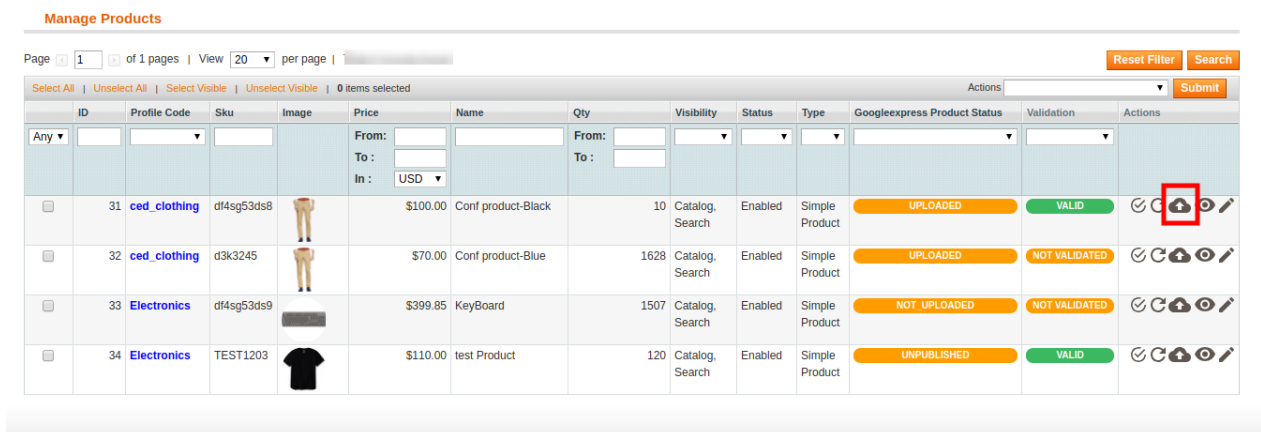 Manage Products
Page 1 of 1 pages | View 20 per page |
Reset Filter Search
Select All | Unselect All | Select Visible | Unselect Visible | 0 items selected
Actions Submit
ID Profile Code Sku Image Price Name Qty Visibility Status Type Googleexpress Product Status Validation Actions
Any From: From:
To : To :
In : USD
31 ced_clothing df4sg53ds8 $100.00 Conf product-Black 10 Catalog, Enabled Simple UPLOADED VALID
Search Product
32 ced_clothing d3k3245 $70.00 Conf product-Blue 1628 Catalog, Enabled Simple UPLOADED NOT VALIDATED
Search Product
33 Electronics df4sg53ds9 $399.85 KeyBoard 1507 Catalog, Enabled Simple NOT_UPLOADED NOT VALIDATED
Search Product
34 Electronics TEST1203 $110.00 test Product 120 Catalog, Enabled Simple UNPUBLISHED VALID
Search Product